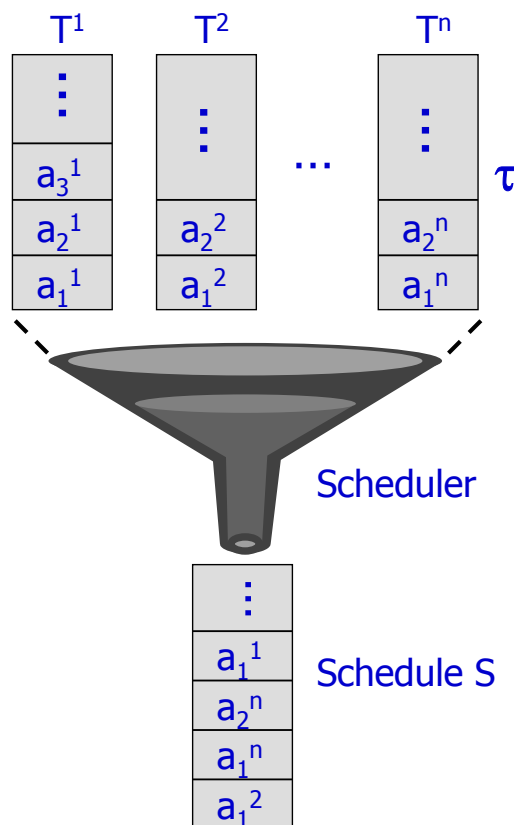 T¹ T² Tⁿ
⋮ ⋮ ⋮
... τ
a₃¹
a₂¹ a₂² a₂ⁿ
a₁¹ a₁² a₁ⁿ
Scheduler
⋮
a₁¹
Schedule S
a₂ⁿ
a₁ⁿ
a₁²